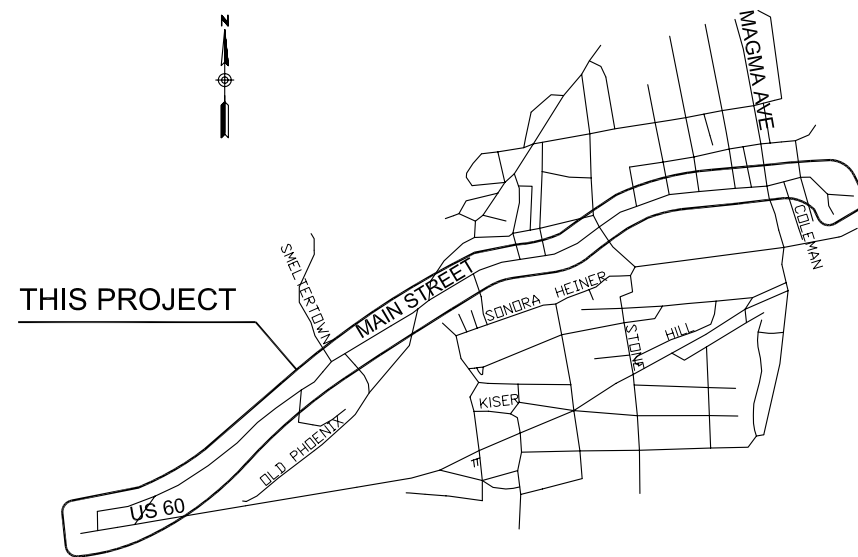 N
MAGMA AVE
COLEMAN
SMELTERTOWN
THIS PROJECT
MAIN STREET
SONORA
HEINER
STONE
HILL
KISER
OLD PHOENIX
US 60